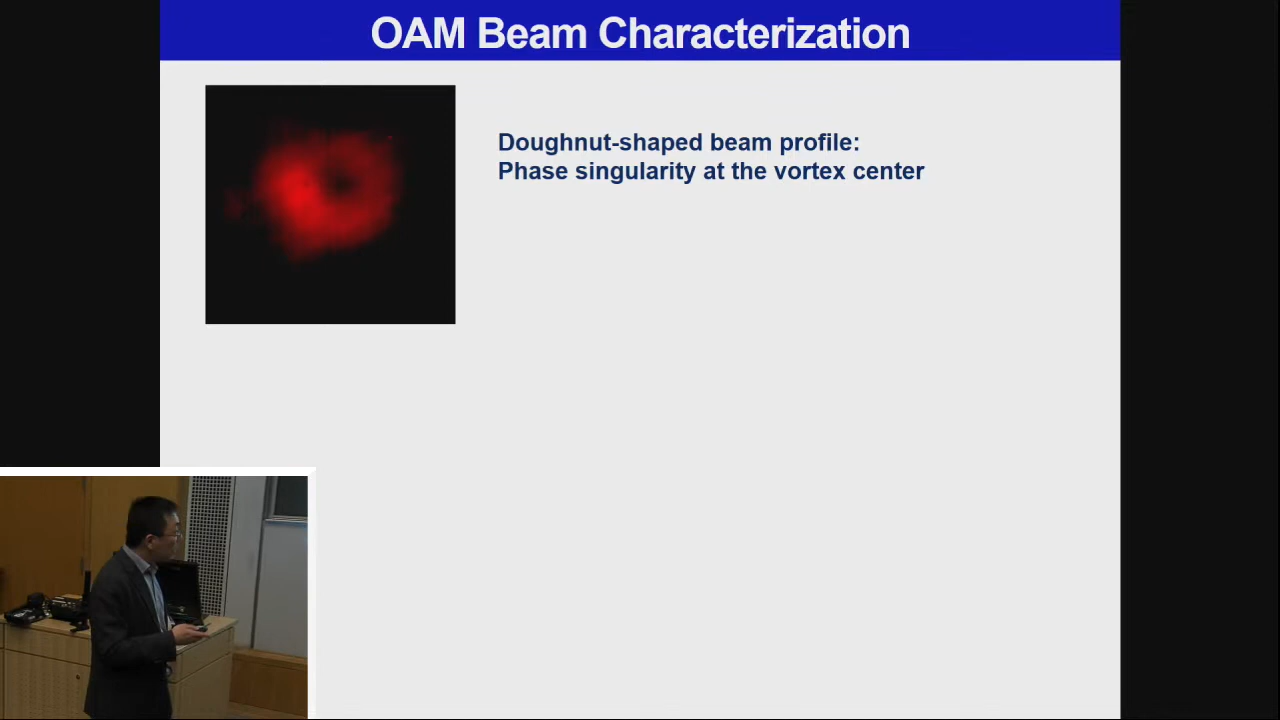 OAM Beam Characterization
Doughnut-shaped beam profile:
Phase singularity at the vortex center